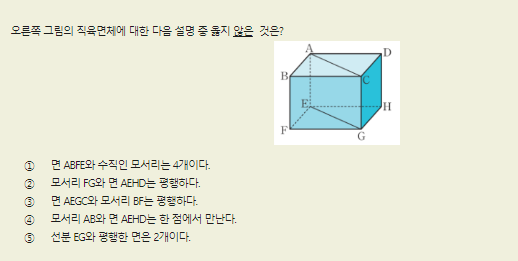 오른쪽 그림의 직육면체에 대한 다음 설명 중 옳지 않은 것은?
A
D
B
C
E
H
F
G
① 면 ABFE와 수직인 모서리는 4개이다.
② 모서리 FG와 면 AEHD는 평행하다.
③ 면 AEGC와 모서리 BF는 평행하다.
④ 모서리 AB와 면 AEHD는 한 점에서 만난다.
⑤ 선분 EG와 평행한 면은 2개이다.